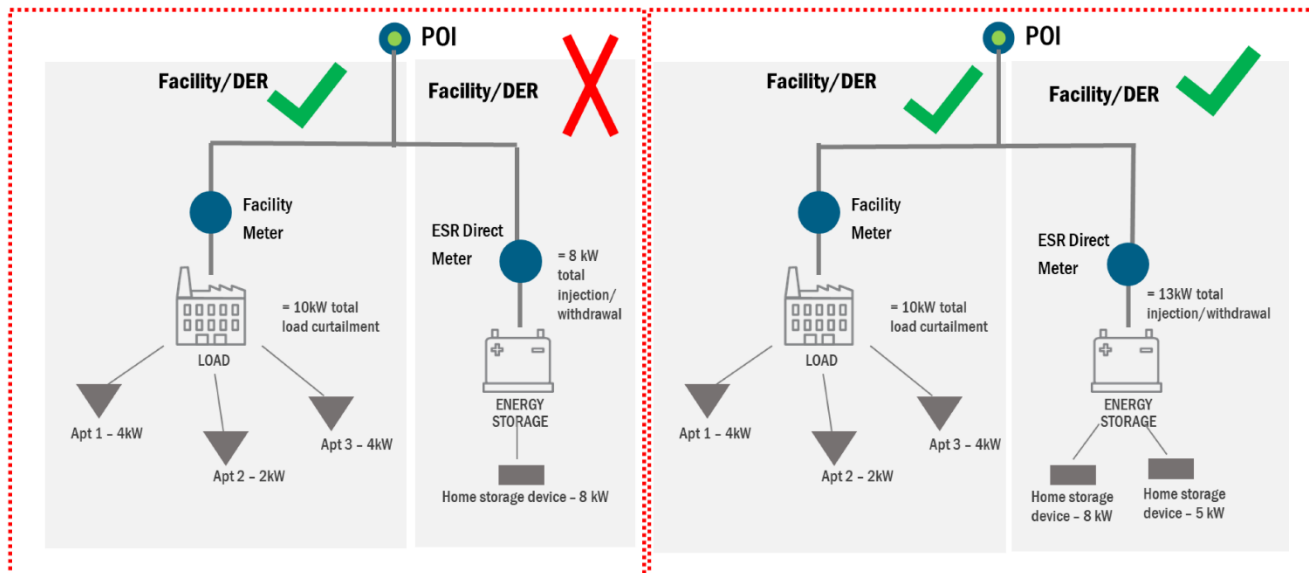 POI
Facility/DER
Facility/DER
Facility
Meter
ESR Direct
Meter
= 8 kW
total
injection/
withdrawal
= 10kW total
load curtailment
LOAD
Apt 1 – 4kW
Apt 2 – 2kW
Apt 3 – 4kW
+ -
ENERGY
STORAGE
Home storage device – 8 kW
POI
Facility/DER
Facility/DER
Facility
Meter
ESR Direct
Meter
= 13kW total
injection/withdrawal
= 10kW total
load curtailment
LOAD
Apt 1 – 4kW
Apt 2 – 2kW
Apt 3 – 4kW
+ -
ENERGY
STORAGE
Home storage
device – 8 kW
Home storage
device – 5 kW